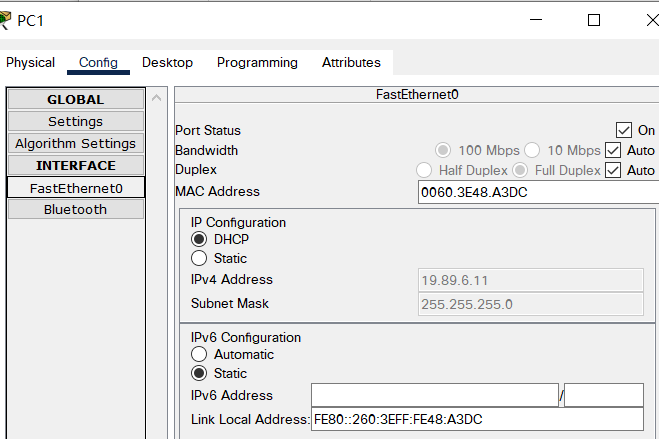 PC1
Physical Config Desktop Programming Attributes
GLOBAL
Settings
Algorithm Settings
INTERFACE
FastEthernet0
Bluetooth
FastEthernet0
Port Status On
Bandwidth 100 Mbps 10 Mbps Auto
Duplex Half Duplex Full Duplex Auto
MAC Address 0060.3E48.A3DC
IP Configuration
DHCP
Static
IPv4 Address 19.89.6.11
Subnet Mask 255.255.255.0
IPv6 Configuration
Automatic
Static
IPv6 Address /
Link Local Address: FE80::260:3EFF:FE48:A3DC